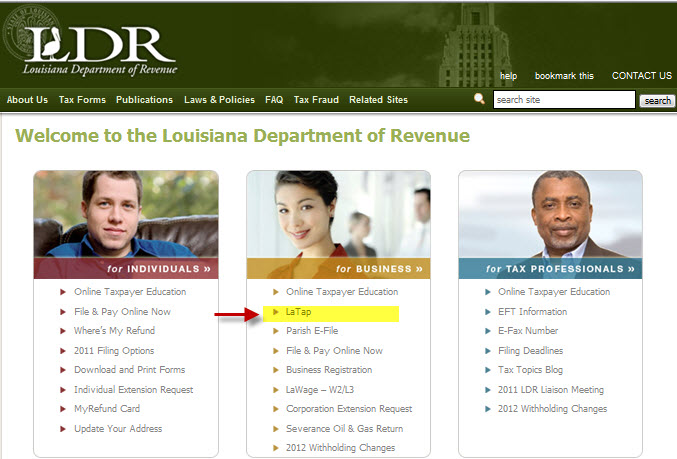 LDR
Louisiana Department of Revenue
help bookmark this CONTACT US
About Us Tax Forms Publications Laws & Policies FAQ Tax Fraud Related Sites search site search
Welcome to the Louisiana Department of Revenue
for INDIVIDUALS »
Online Taxpayer Education
File & Pay Online Now
Where's My Refund
2011 Filing Options
Download and Print Forms
Individual Extension Request
MyRefund Card
Update Your Address
for BUSINESS »
Online Taxpayer Education
LaTap
Parish E-File
File & Pay Online Now
Business Registration
LaWage – W2/L3
Corporation Extension Request
Severance Oil & Gas Return
2012 Withholding Changes
for TAX PROFESSIONALS »
Online Taxpayer Education
EFT Information
E-Fax Number
Filing Deadlines
Tax Topics Blog
2011 LDR Liaison Meeting
2012 Withholding Changes